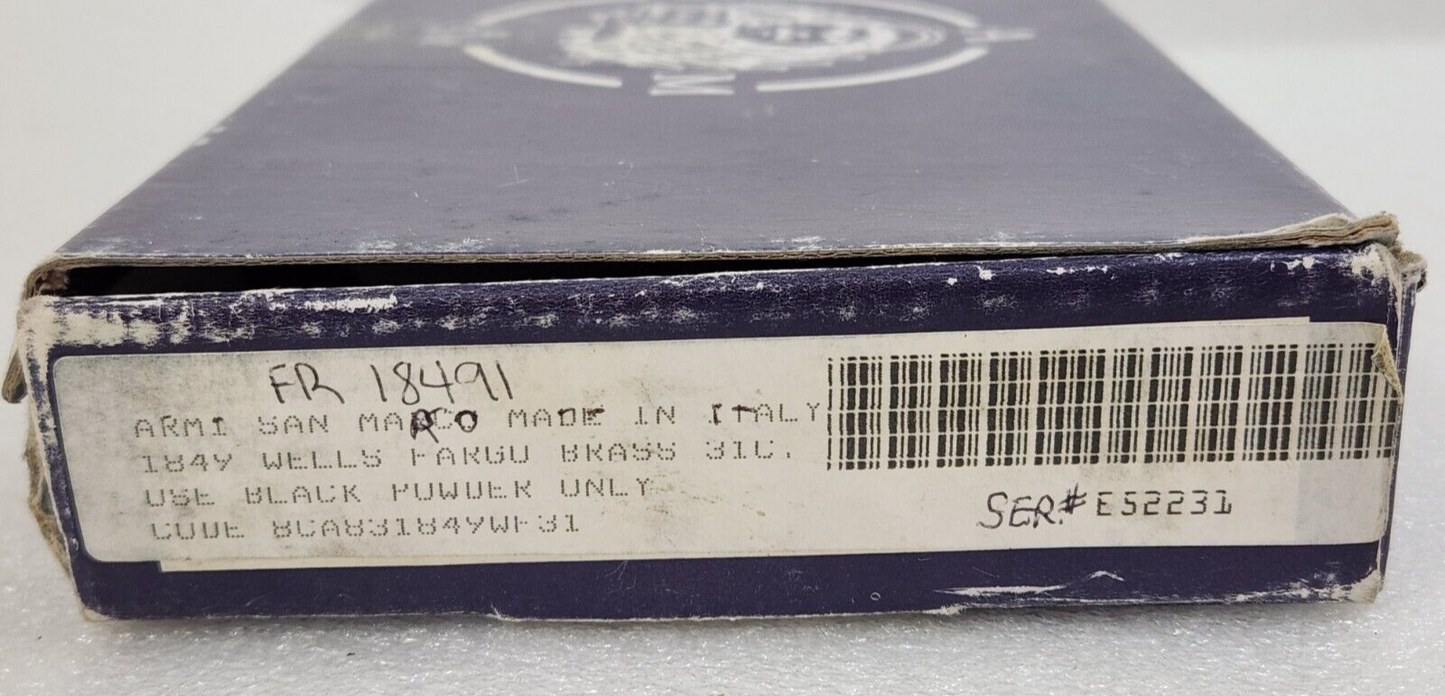 M
FR 18491
ARMI SAN MARCO MADE IN ITALY
1849 WELLS FARGO BRASS 31C.
USE BLACK POWDER ONLY
CODE BCA831849WF31
SER.# E52231